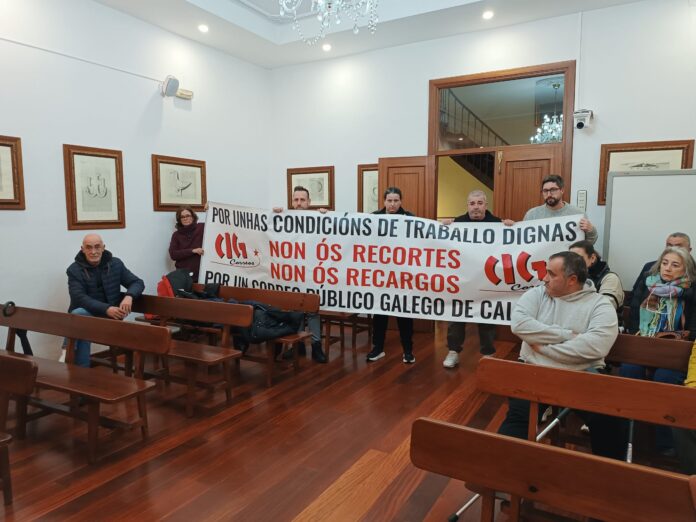 POR UNHAS CONDICIÓNS DE TRABALLO DIGNAS
CIG
Correos
NON ÓS RECORTES
NON ÓS RECARGOS
CIG
POR UN CORREO PÚBLICO GALEGO DE